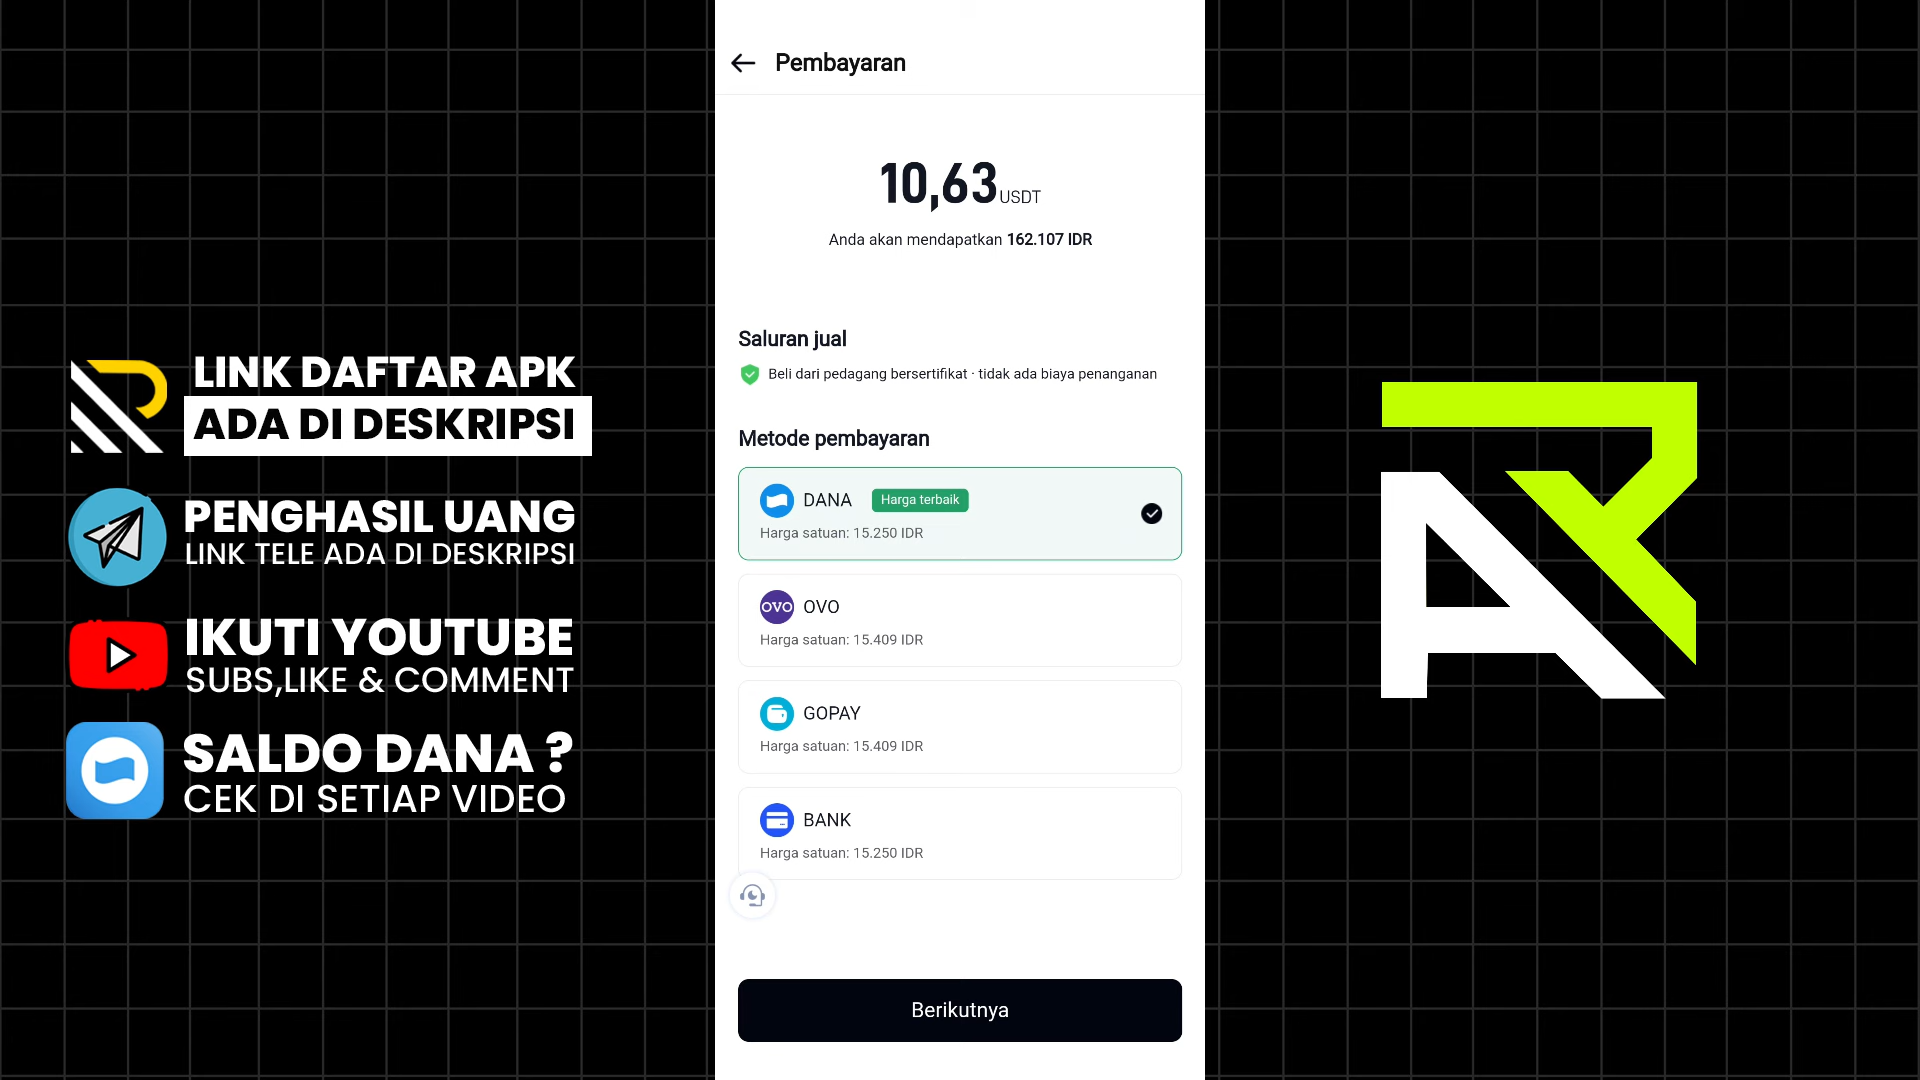 LINK DAFTAR APK
ADA DI DESKRIPSI
PENGHASIL UANG
LINK TELE ADA DI DESKRIPSI
IKUTI YOUTUBE
SUBS,LIKE & COMMENT
SALDO DANA ?
CEK DI SETIAP VIDEO
Pembayaran
10,63 USDT
Anda akan mendapatkan 162.107 IDR
Saluran jual
Beli dari pedagang bersertifikat · tidak ada biaya penanganan
Metode pembayaran
DANA Harga terbaik
Harga satuan: 15.250 IDR
OVO OVO
Harga satuan: 15.409 IDR
GOPAY
Harga satuan: 15.409 IDR
BANK
Harga satuan: 15.250 IDR
Berikutnya
AR